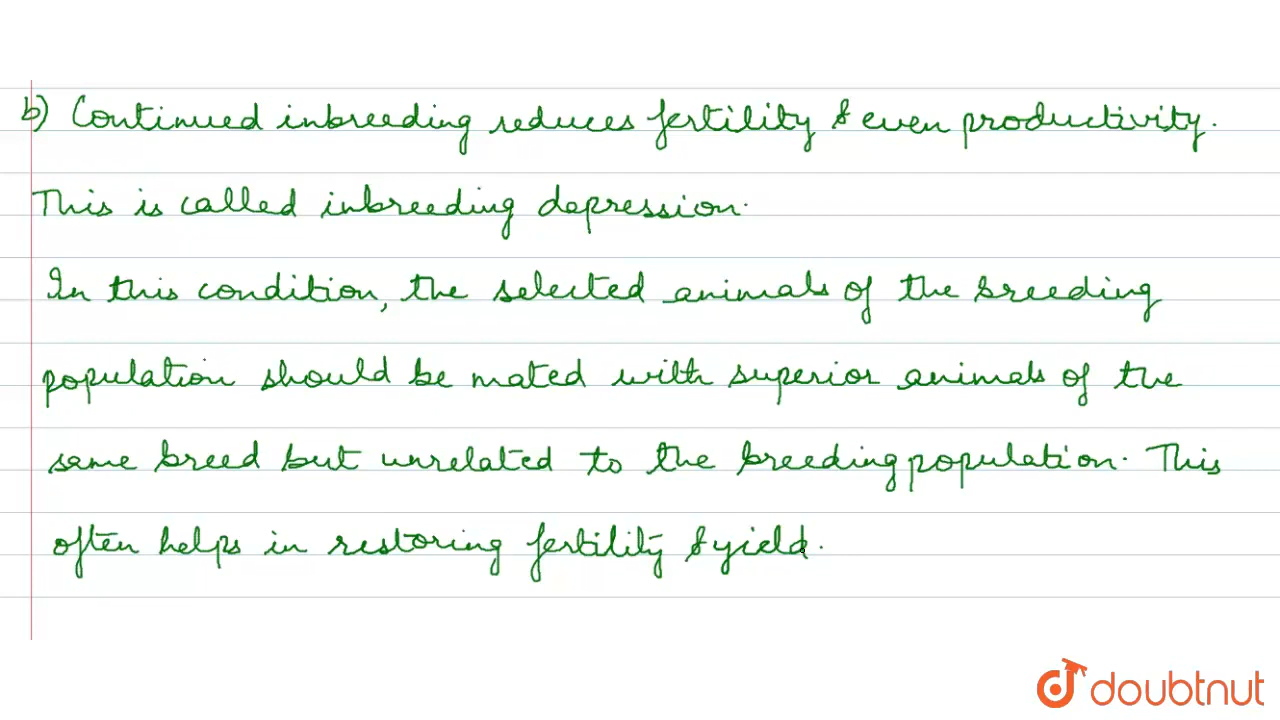 b) Continued inbreeding reduces fertility & even productivity.
This is called inbreeding depression.
In this condition, the selected animals of the breeding
population should be mated with superior animals of the
same breed but unrelated to the breeding population. This
often helps in restoring fertility & yield.
doubtnut